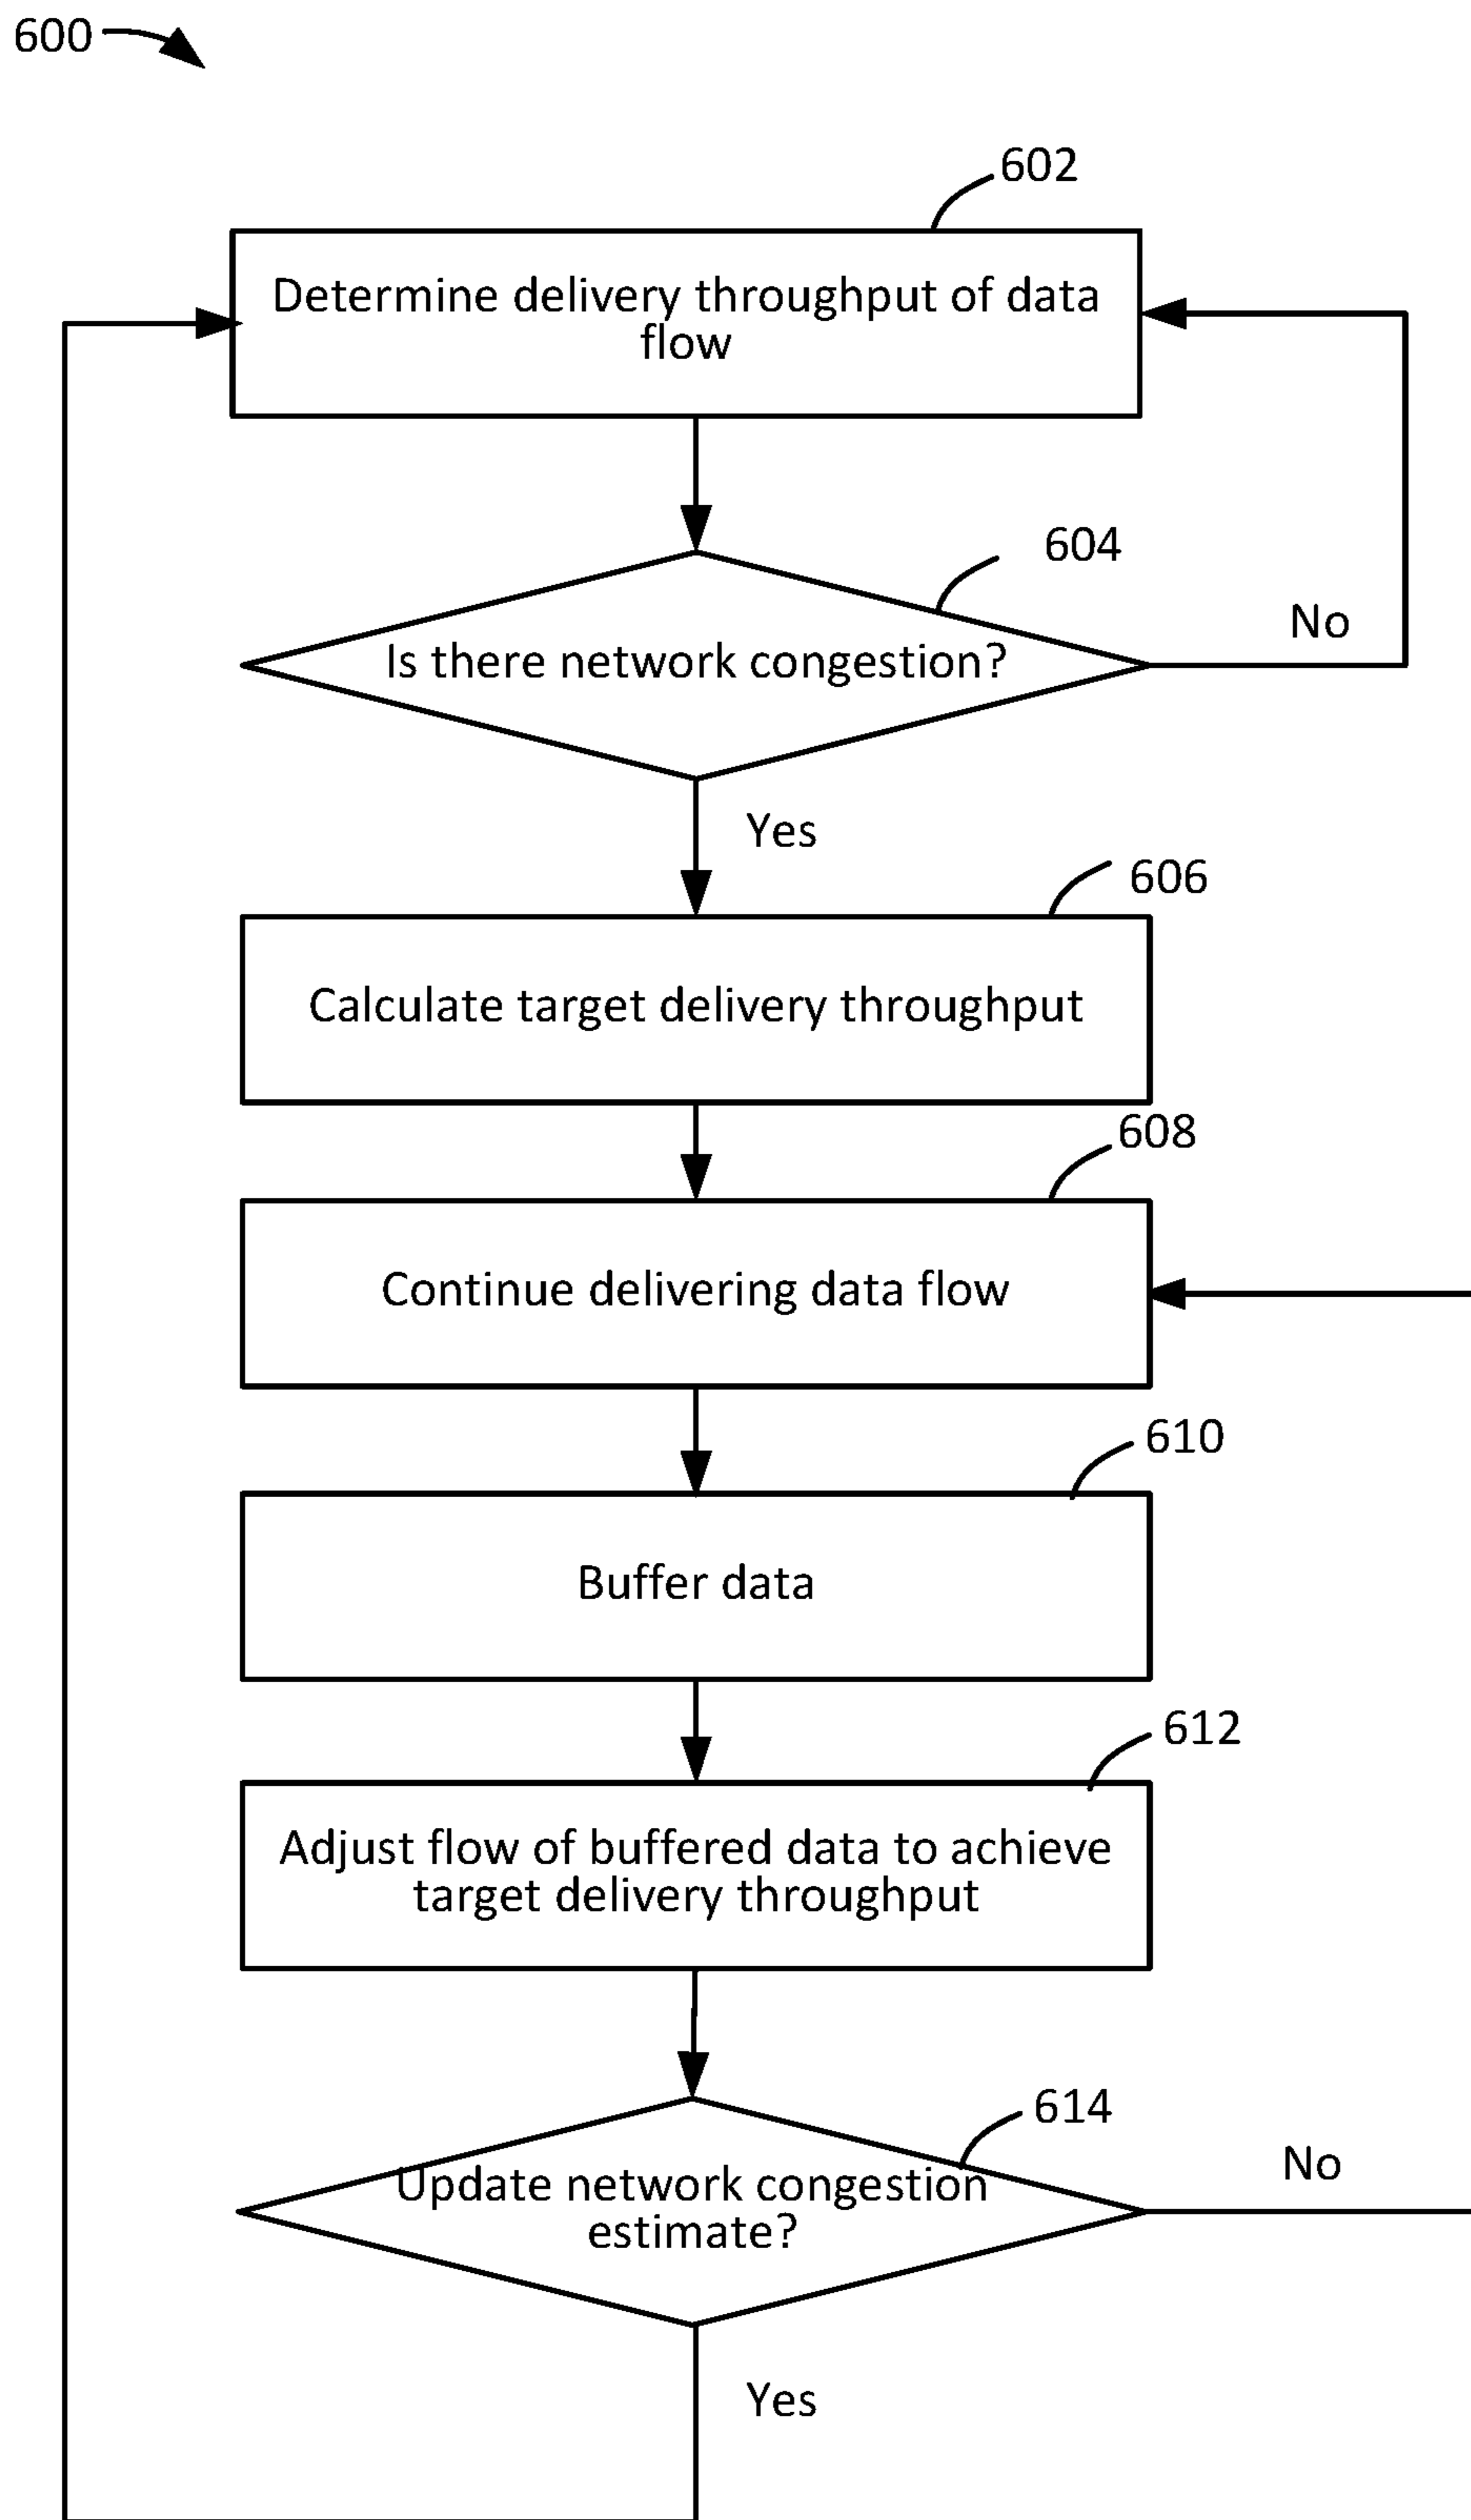 600
602
Determine delivery throughput of data
flow
604
Is there network congestion?
No
Yes
606
Calculate target delivery throughput
608
Continue delivering data flow
610
Buffer data
612
Adjust flow of buffered data to achieve
target delivery throughput
614
Update network congestion
estimate?
No
Yes